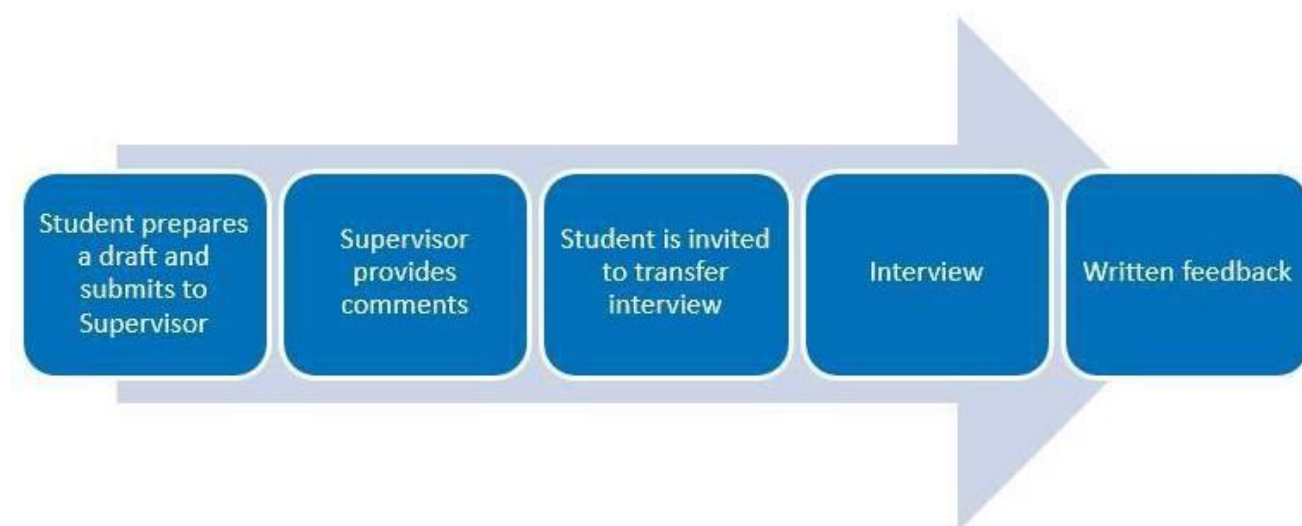 Student prepares
a draft and
submits to
Supervisor
Supervisor
provides
comments
Student is invited
to transfer
interview
Interview
Written feedback